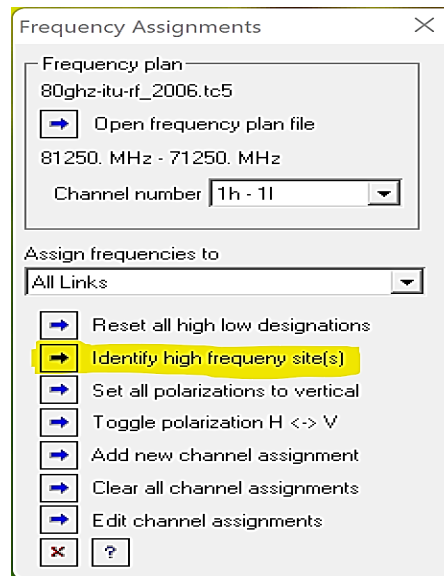 Frequency Assignments
Frequency plan
80ghz-itu-rf_2006.tc5
Open frequency plan file
81250. MHz - 71250. MHz
Channel number 1h - 1l
Assign frequencies to
All Links
Reset all high low designations
Identify high frequeny site(s)
Set all polarizations to vertical
Toggle polarization H <-> V
Add new channel assignment
Clear all channel assignments
Edit channel assignments
?